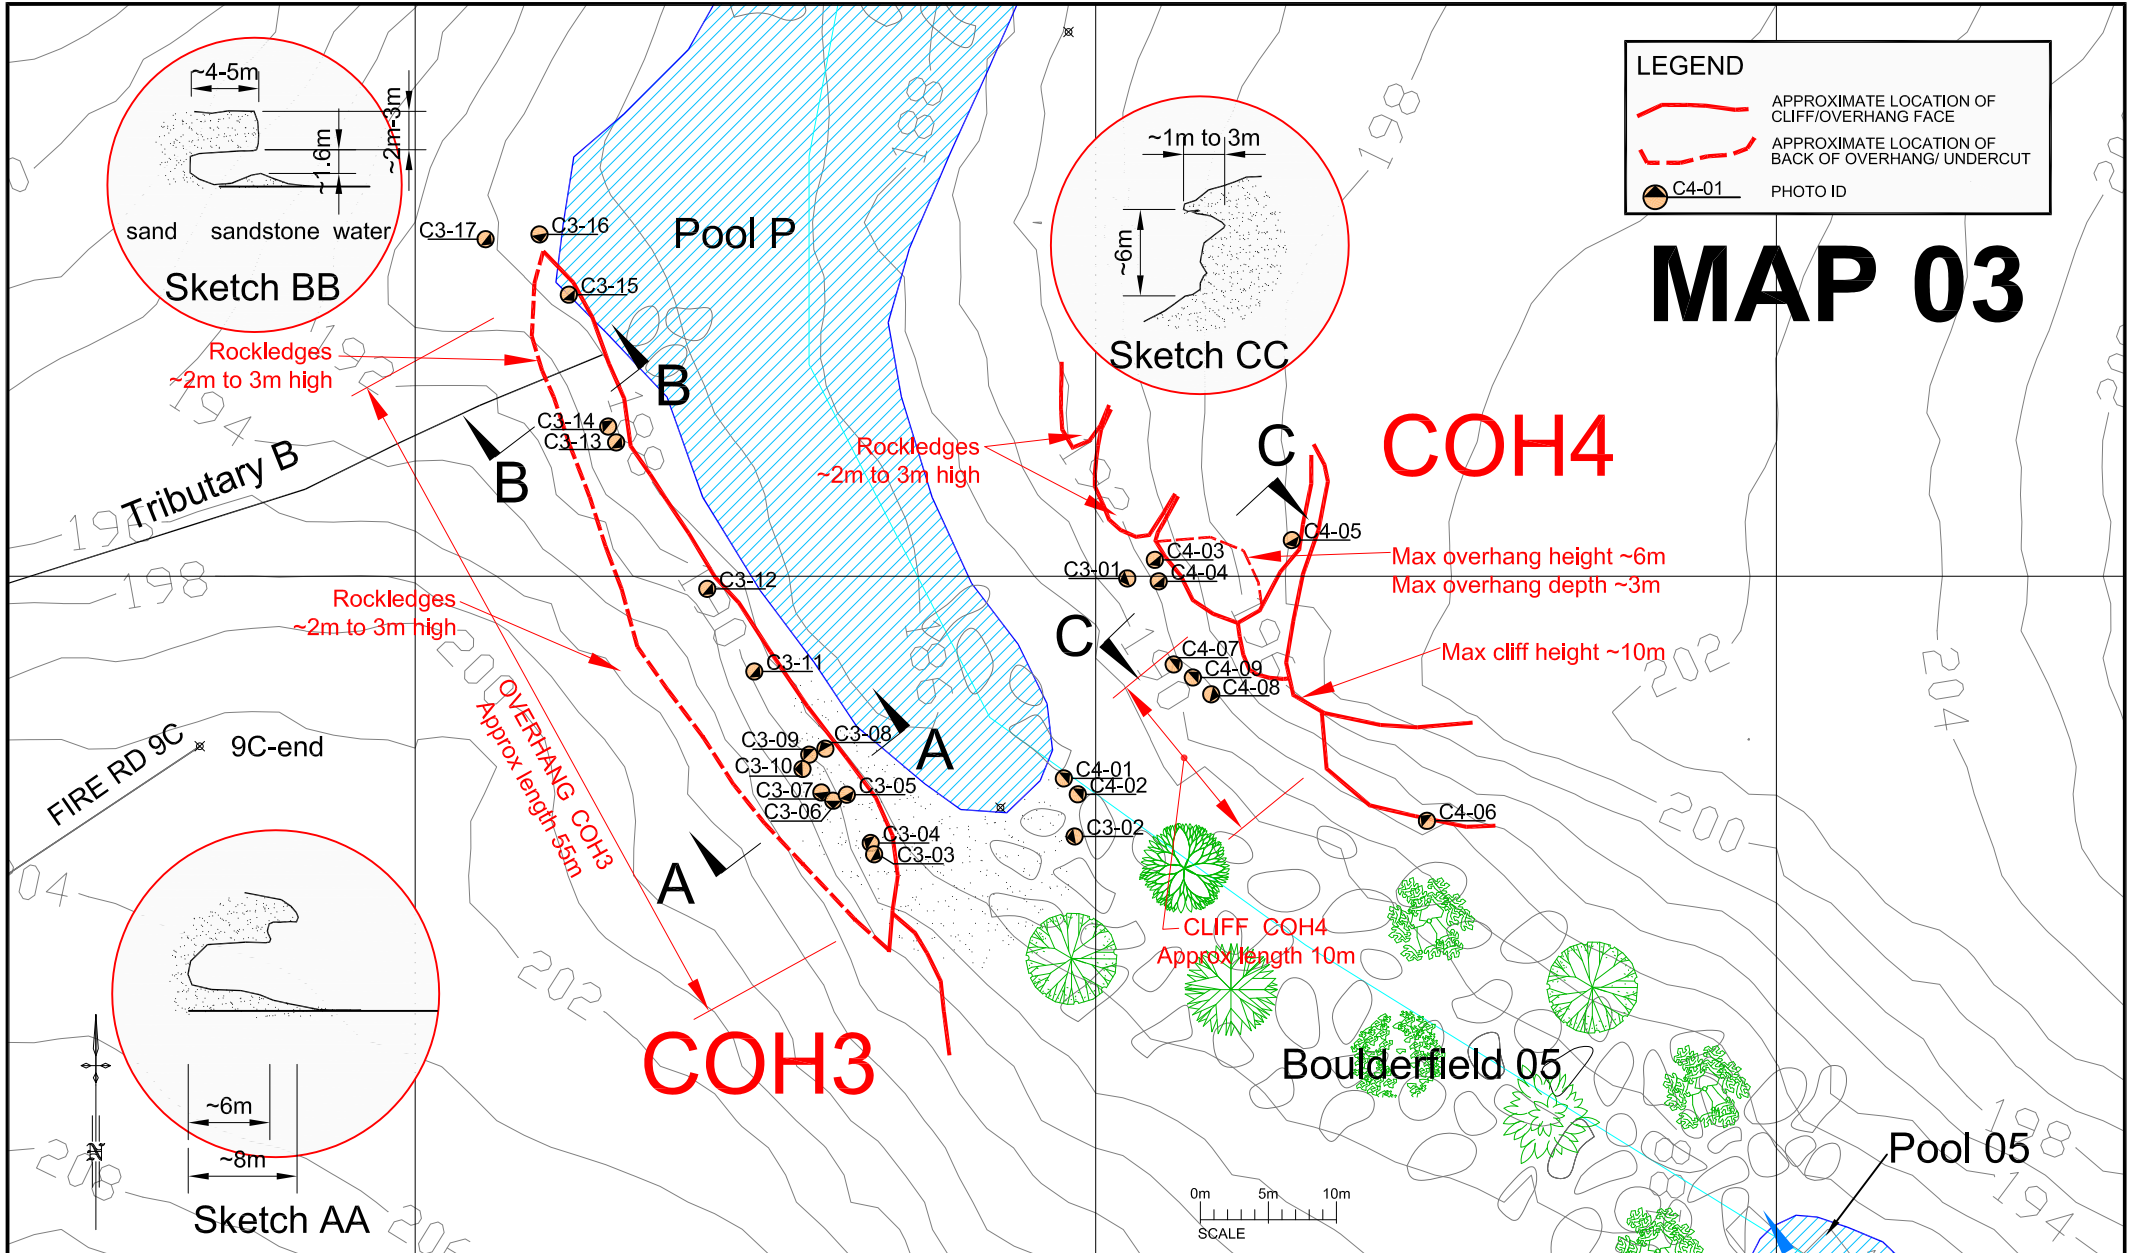 ~4-5m
~2m-3m
~1.6m
sand sandstone water
Sketch BB
C3-17
C3-16
Pool P
C3-15
~1m to 3m
~6m
Sketch CC
LEGEND
APPROXIMATE LOCATION OF
CLIFF/OVERHANG FACE
APPROXIMATE LOCATION OF
BACK OF OVERHANG/ UNDERCUT
C4-01
PHOTO ID
MAP 03
198
188
Rockledges
~2m to 3m high
194
B
B
C3-14
C3-13
Tributary B
196
198
Rockledges
~2m to 3m high
COH4
C
C
C4-05
C4-03
C3-01
C4-04
Max overhang height ~6m
Max overhang depth ~3m
Max cliff height ~10m
C3-12
Rockledges
~2m to 3m high
200
C3-11
C4-07
C4-09
C4-08
202
204
OVERHANG COH3
Approx length 55m
FIRE RD 9C
9C-end
C3-09
C3-08
C3-10
C3-07
C3-05
C3-06
A
A
C3-04
C3-03
C4-01
C4-02
C3-02
C4-06
200
CLIFF COH4
Approx length 10m
202
COH3
Boulderfield 05
Pool 05
198
194
~6m
~8m
Sketch AA
N
208
206
0m 5m 10m
SCALE